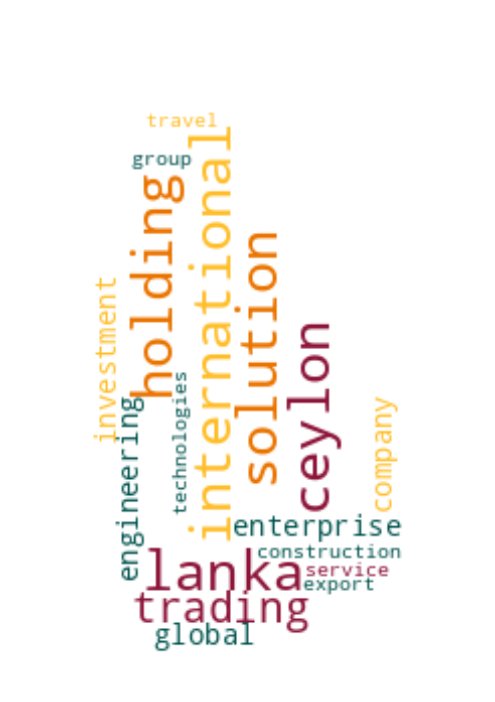 travel
group
international
holding
solution
investment
ceylon
technologies
engineering
company
enterprise
construction
lanka
service
export
trading
global